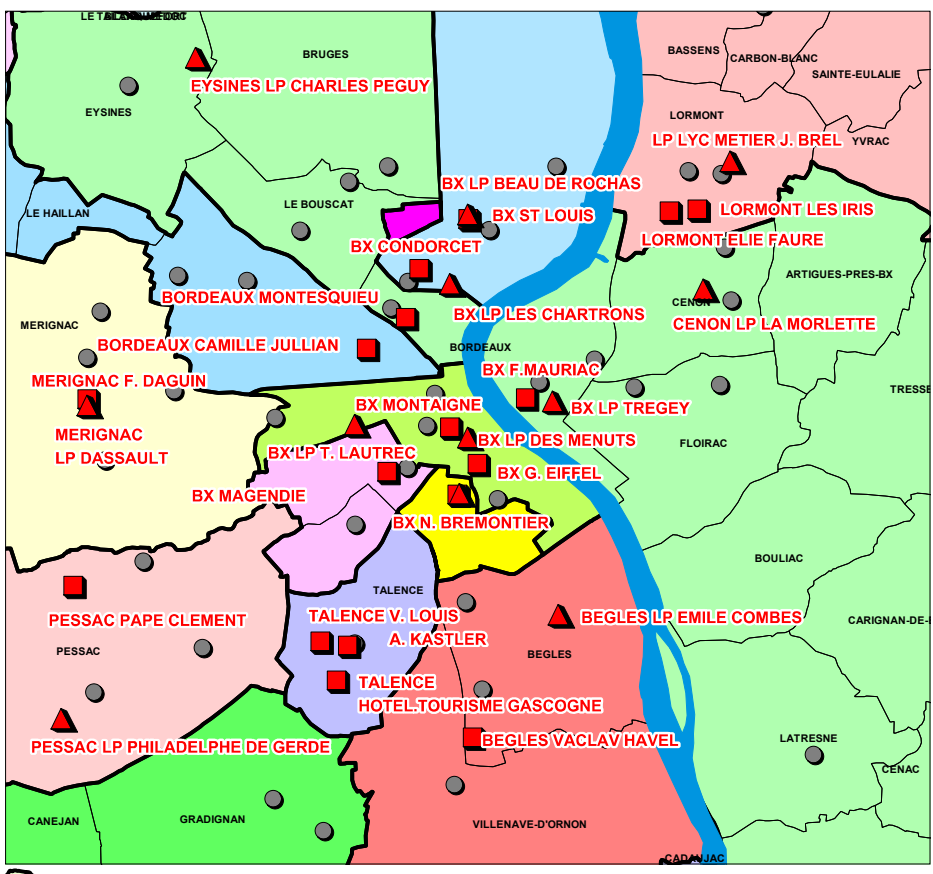 BRUGES
BASSENS
CARBON-BLANC
SAINTE-EULALIE
EYSINES LP CHARLES PEGUY
EYSINES
LORMONT
LP LYC METIER J. BREL
YVRAC
BX LP BEAU DE ROCHAS
LE BOUSCAT
LE HAILLAN
BX ST LOUIS
LORMONT LES IRIS
BX CONDORCET
LORMONT ELIE FAURE
ARTIGUES-PRES-BX
BORDEAUX MONTESQUIEU
CENON
BX LP LES CHARTRONS
CENON LP LA MORLETTE
MERIGNAC
BORDEAUX CAMILLE JULLIAN
BORDEAUX
BX F.MAURIAC
MERIGNAC F. DAGUIN
TRESSE
BX MONTAIGNE
BX LP TREGEY
MERIGNAC
LP DASSAULT
BX LP DES MENUTS
FLOIRAC
BX LP T. LAUTREC
BX G. EIFFEL
BX MAGENDIE
BX N. BREMONTIER
BOULIAC
TALENCE
PESSAC PAPE CLEMENT
TALENCE V. LOUIS
BEGLES LP EMILE COMBES
CARIGNAN-DE-
A. KASTLER
PESSAC
BEGLES
TALENCE
HOTEL.TOURISME GASCOGNE
PESSAC LP PHILADELPHE DE GERDE
BEGLES VACLAV HAVEL
LATRESNE
CENAC
CANEJAN
GRADIGNAN
VILLENAVE-D'ORNON
CADAUJAC